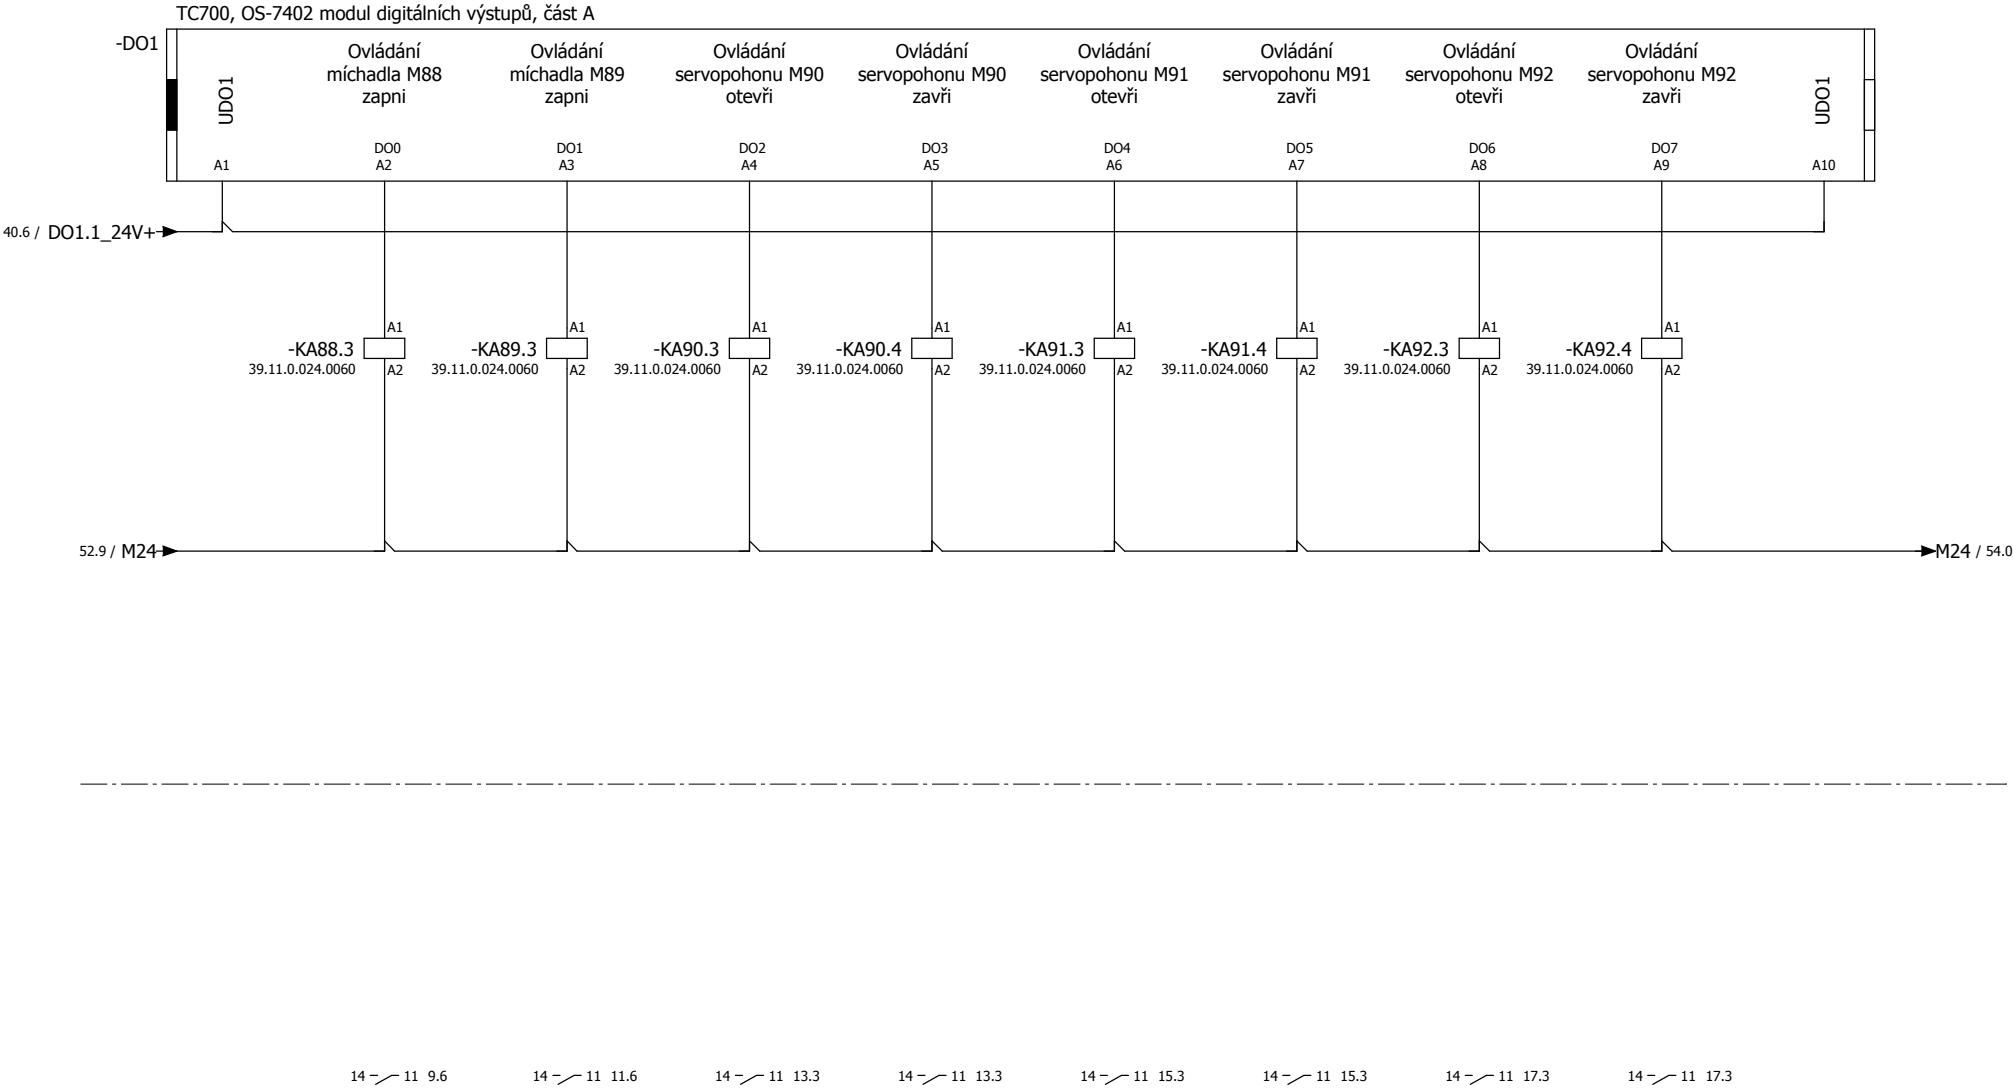 TC700, OS-7402 modul digitálních výstupů, část A
-DO1
UDO1
Ovládání
míchadla M88
zapni
Ovládání
míchadla M89
zapni
Ovládání
servopohonu M90
otevři
Ovládání
servopohonu M90
zavři
Ovládání
servopohonu M91
otevři
Ovládání
servopohonu M91
zavři
Ovládání
servopohonu M92
otevři
Ovládání
servopohonu M92
zavři
UDO1
DO0 DO1 DO2 DO3 DO4 DO5 DO6 DO7
A1 A2 A3 A4 A5 A6 A7 A8 A9 A10
40.6 / DO1.1_24V+
A1 A1 A1 A1 A1 A1 A1 A1
-KA88.3 -KA89.3 -KA90.3 -KA90.4 -KA91.3 -KA91.4 -KA92.3 -KA92.4
39.11.0.024.0060 A2 39.11.0.024.0060 A2 39.11.0.024.0060 A2 39.11.0.024.0060 A2 39.11.0.024.0060 A2 39.11.0.024.0060 A2 39.11.0.024.0060 A2 39.11.0.024.0060 A2
52.9 / M24 M24 / 54.0
14 11 9.6 14 11 11.6 14 11 13.3 14 11 13.3 14 11 15.3 14 11 15.3 14 11 17.3 14 11 17.3